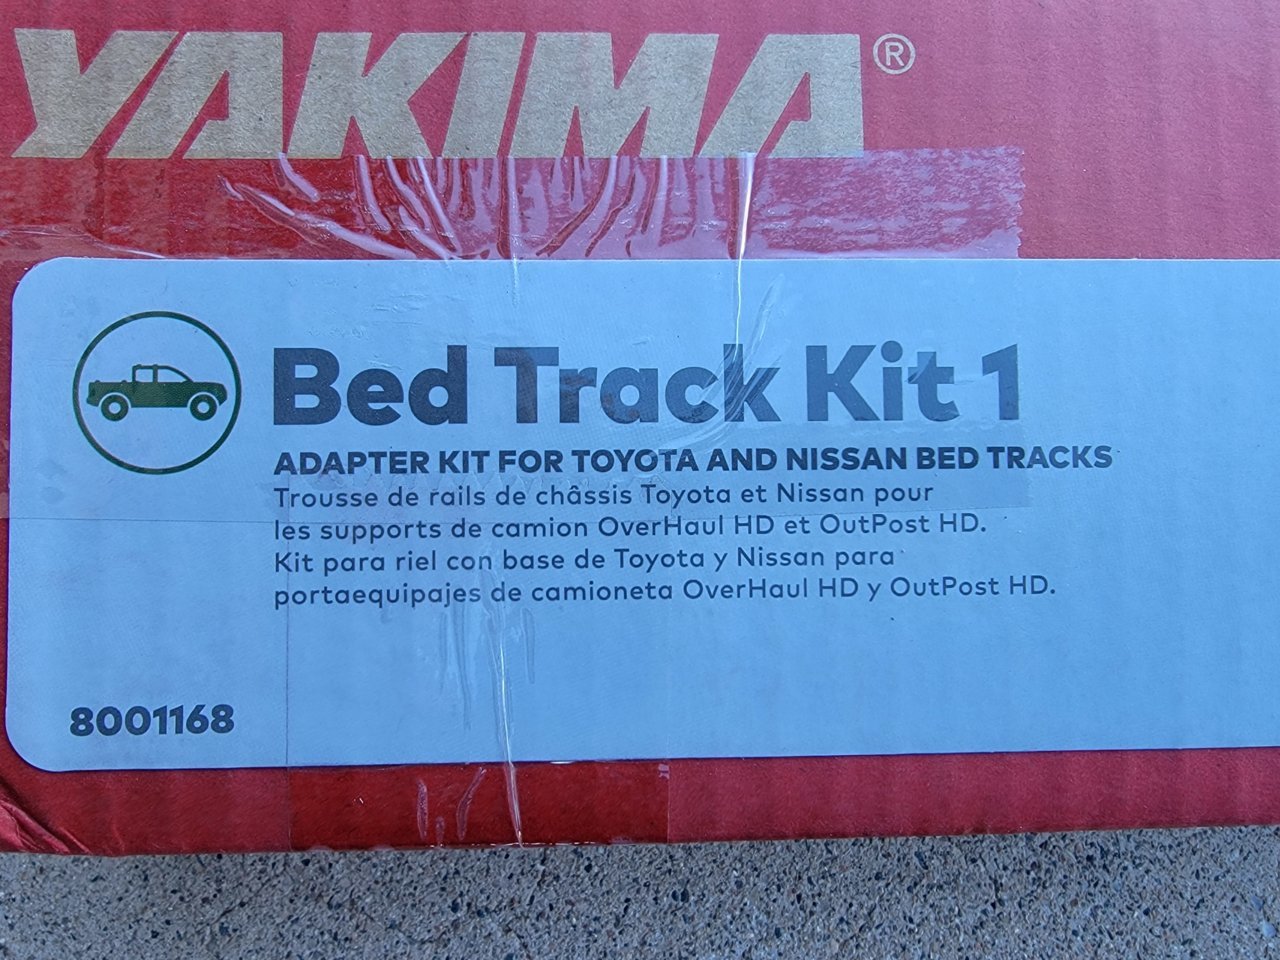 YAKIMA®
Bed Track Kit 1
ADAPTER KIT FOR TOYOTA AND NISSAN BED TRACKS
Trousse de rails de châssis Toyota et Nissan pour
les supports de camion OverHaul HD et OutPost HD.
Kit para riel con base de Toyota y Nissan para
portaequipajes de camioneta OverHaul HD y OutPost HD.
8001168